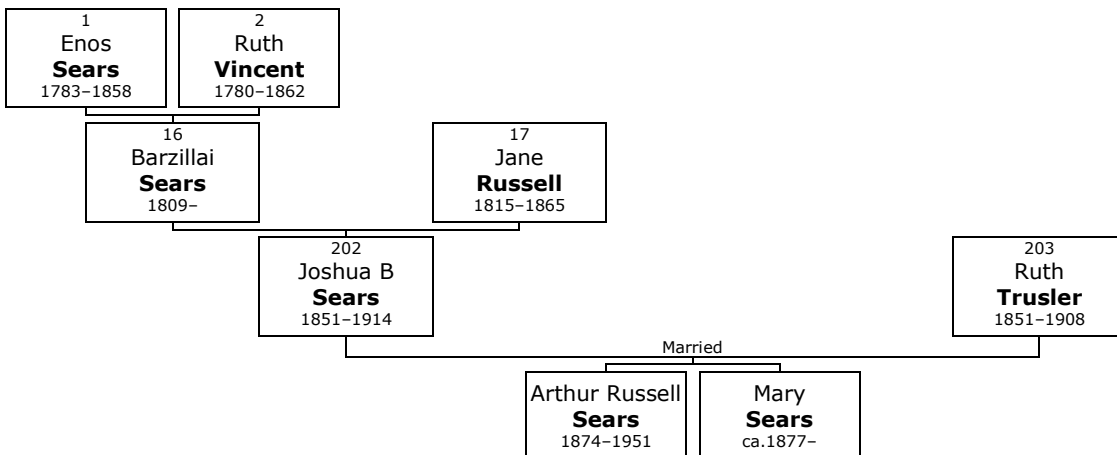 1
Enos
Sears
1783–1858
2
Ruth
Vincent
1780–1862
16
Barzillai
Sears
1809–
17
Jane
Russell
1815–1865
202
Joshua B
Sears
1851–1914
203
Ruth
Trusler
1851–1908
Married
Arthur Russell
Sears
1874–1951
Mary
Sears
ca.1877–